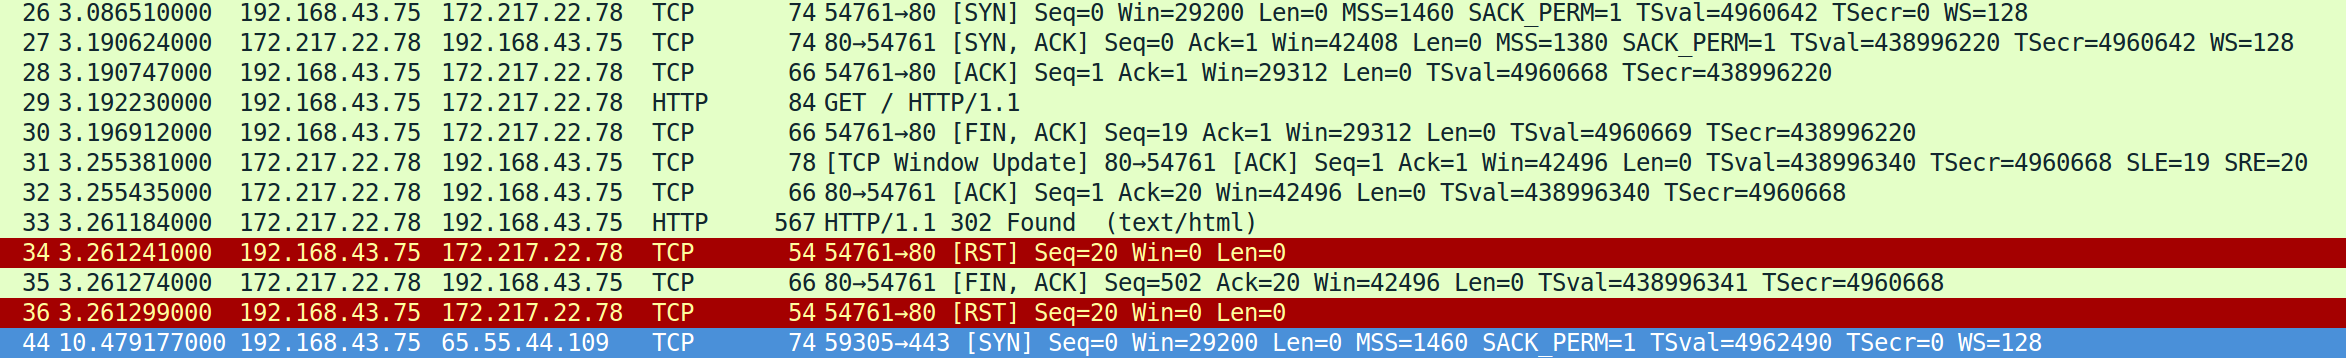 26 3.086510000 192.168.43.75 172.217.22.78 TCP 74 54761→80 [SYN] Seq=0 Win=29200 Len=0 MSS=1460 SACK_PERM=1 TSval=4960642 TSecr=0 WS=128
27 3.190624000 172.217.22.78 192.168.43.75 TCP 74 80→54761 [SYN, ACK] Seq=0 Ack=1 Win=42408 Len=0 MSS=1380 SACK_PERM=1 TSval=438996220 TSecr=4960642 WS=128
28 3.190747000 192.168.43.75 172.217.22.78 TCP 66 54761→80 [ACK] Seq=1 Ack=1 Win=29312 Len=0 TSval=4960668 TSecr=438996220
29 3.192230000 192.168.43.75 172.217.22.78 HTTP 84 GET / HTTP/1.1
30 3.196912000 192.168.43.75 172.217.22.78 TCP 66 54761→80 [FIN, ACK] Seq=19 Ack=1 Win=29312 Len=0 TSval=4960669 TSecr=438996220
31 3.255381000 172.217.22.78 192.168.43.75 TCP 78 [TCP Window Update] 80→54761 [ACK] Seq=1 Ack=1 Win=42496 Len=0 TSval=438996340 TSecr=4960668 SLE=19 SRE=20
32 3.255435000 172.217.22.78 192.168.43.75 TCP 66 80→54761 [ACK] Seq=1 Ack=20 Win=42496 Len=0 TSval=438996340 TSecr=4960668
33 3.261184000 172.217.22.78 192.168.43.75 HTTP 567 HTTP/1.1 302 Found (text/html)
34 3.261241000 192.168.43.75 172.217.22.78 TCP 54 54761→80 [RST] Seq=20 Win=0 Len=0
35 3.261274000 172.217.22.78 192.168.43.75 TCP 66 80→54761 [FIN, ACK] Seq=502 Ack=20 Win=42496 Len=0 TSval=438996341 TSecr=4960668
36 3.261299000 192.168.43.75 172.217.22.78 TCP 54 54761→80 [RST] Seq=20 Win=0 Len=0
44 10.479177000 192.168.43.75 65.55.44.109 TCP 74 59305→443 [SYN] Seq=0 Win=29200 Len=0 MSS=1460 SACK_PERM=1 TSval=4962490 TSecr=0 WS=128